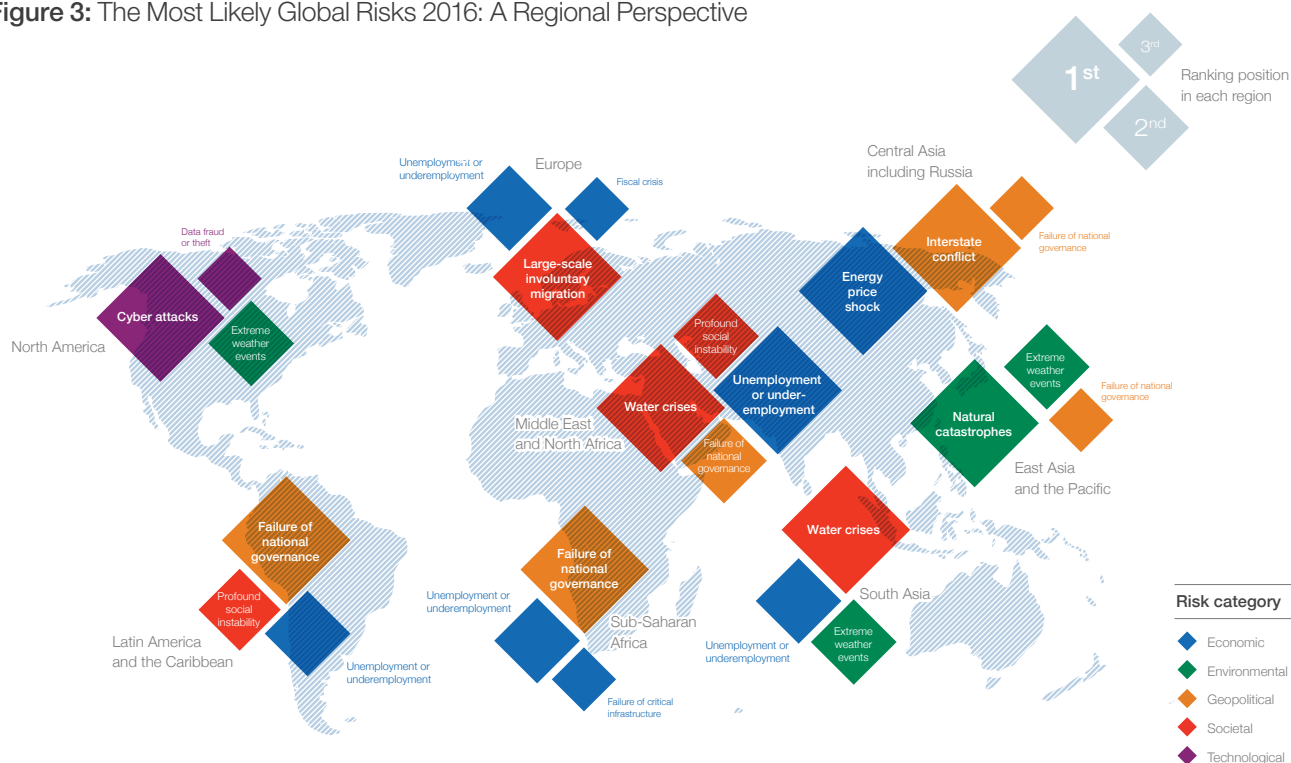 Figure 3: The Most Likely Global Risks 2016: A Regional Perspective
1st
3rd
2nd
Ranking position
in each region
Central Asia
including Russia
Interstate
conflict
Failure of national
governance
Energy
price
shock
Europe
Unemployment or
underemployment
Fiscal crisis
Large-scale
involuntary
migration
Data fraud
or theft
Cyber attacks
Extreme
weather
events
North America
Profound
social
instability
Unemployment
or under-
employment
Water crises
Middle East
and North Africa
Failure of
national
governance
Extreme
weather
events
Failure of national
governance
Natural
catastrophes
East Asia
and the Pacific
Failure of
national
governance
Profound
social
instability
Latin America
and the Caribbean
Unemployment or
underemployment
Failure of
national
governance
Unemployment or
underemployment
Sub-Saharan
Africa
Failure of critical
infrastructure
Water crises
South Asia
Unemployment or
underemployment
Extreme
weather
events
Risk category
Economic
Environmental
Geopolitical
Societal
Technological